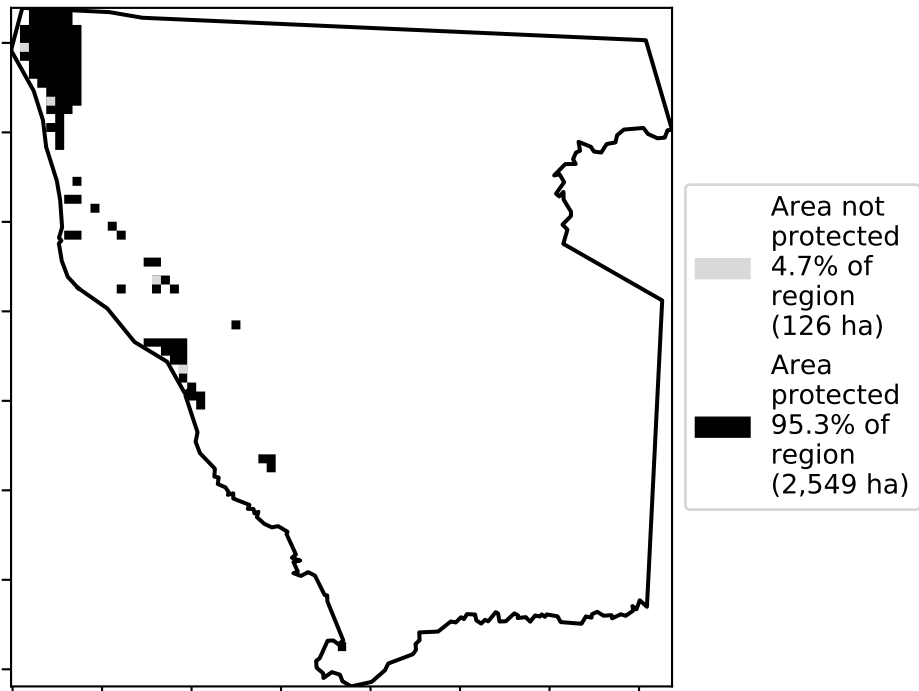 Area not
protected
4.7% of
region
(126 ha)
Area
protected
95.3% of
region
(2,549 ha)